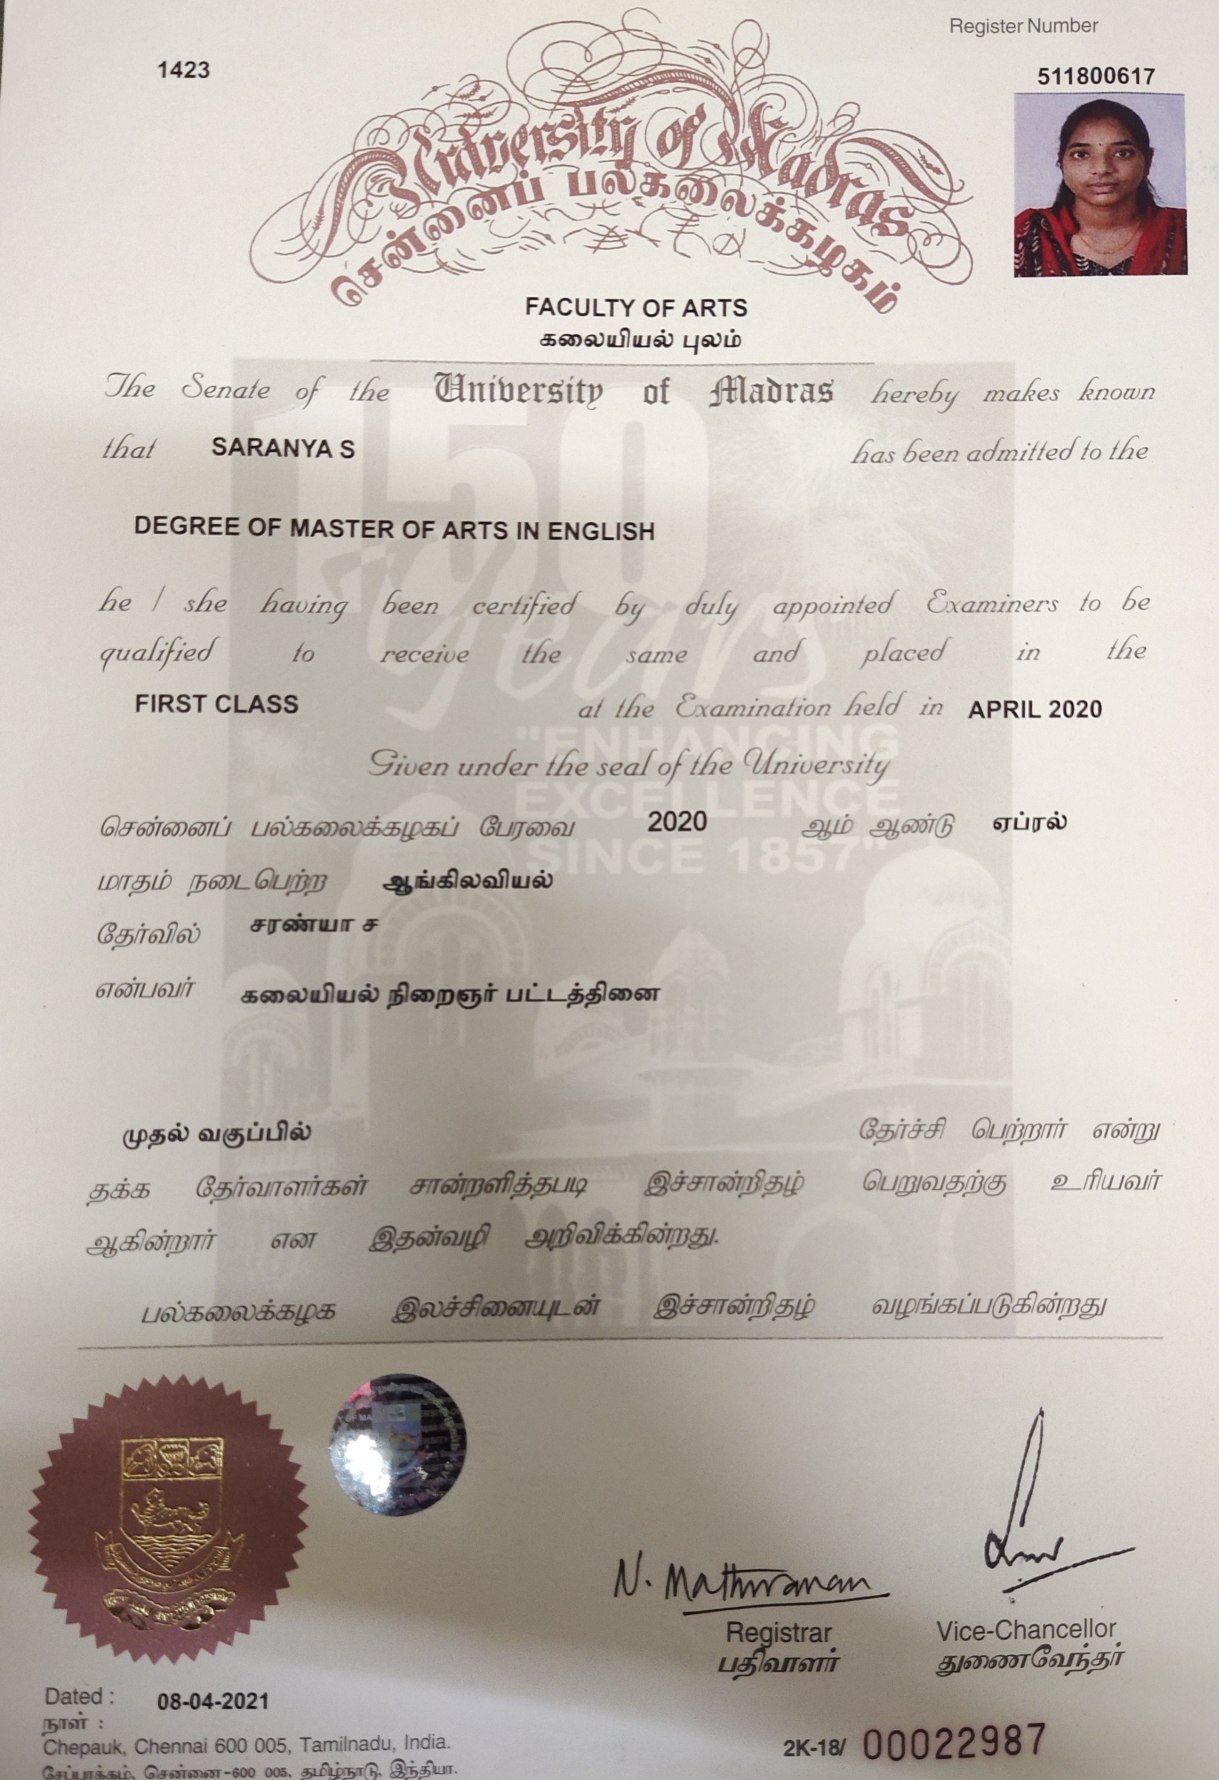 Register Number
1423
511800617
University of Madras
சென்னைப் பல்கலைக்கழகம்
FACULTY OF ARTS
கலையியல் புலம்
The Senate of the University of Madras hereby makes known
that SARANYA S has been admitted to the
DEGREE OF MASTER OF ARTS IN ENGLISH
he / she having been certified by duly appointed Examiners to be
qualified to receive the same and placed in the
FIRST CLASS at the Examination held in APRIL 2020
Given under the seal of the University
சென்னைப் பல்கலைக்கழகப் பேரவை 2020 ஆம் ஆண்டு ஏப்ரல்
மாதம் நடைபெற்ற ஆங்கிலவியல்
தேர்வில் சரண்யா ச
என்பவர் கலையியல் நிறைஞர் பட்டத்தினை
முதல் வகுப்பில் தேர்ச்சி பெற்றார் என்று
தக்க தேர்வாளர்கள் சான்றளித்தபடி இச்சான்றிதழ் பெறுவதற்கு உரியவர்
ஆகின்றார் என இதன்வழி அறிவிக்கின்றது.
பல்கலைக்கழக இலச்சினையுடன் இச்சான்றிதழ் வழங்கப்படுகின்றது
150
Years
"ENHANCING
EXCELLENCE
SINCE 1857"
N. Mathivanan
Registrar
பதிவாளர்
Vice-Chancellor
துணைவேந்தர்
Dated : 08-04-2021
நாள் :
Chepauk, Chennai 600 005, Tamilnadu, India.
சேப்பாக்கம், சென்னை-600 005. தமிழ்நாடு, இந்தியா.
2K-18/ 00022987